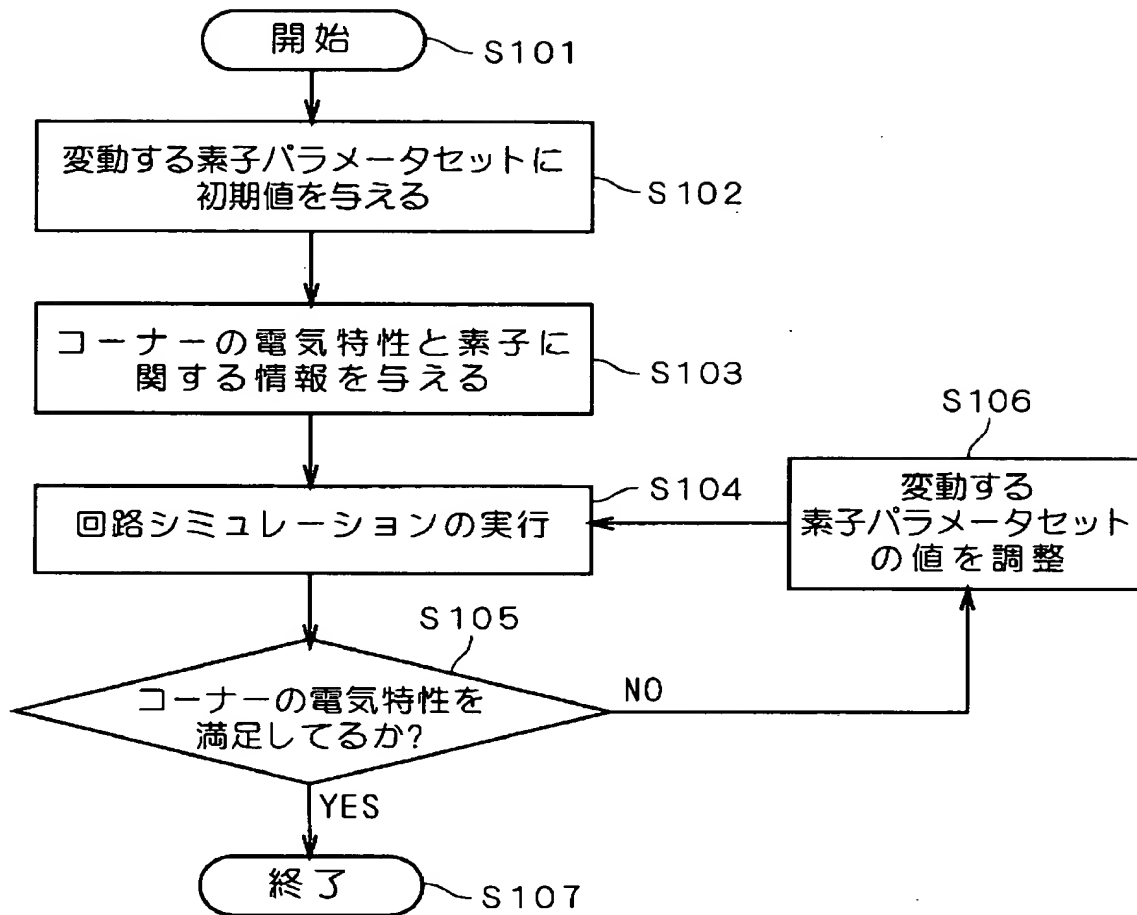 開始
S101
変動する素子パラメータセットに
初期値を与える
S102
コーナーの電気特性と素子に
関する情報を与える
S103
回路シミュレーションの実行
S104
S106
変動する
素子パラメータセット
の値を調整
S105
コーナーの電気特性を
満足してるか?
NO
YES
終了
S107